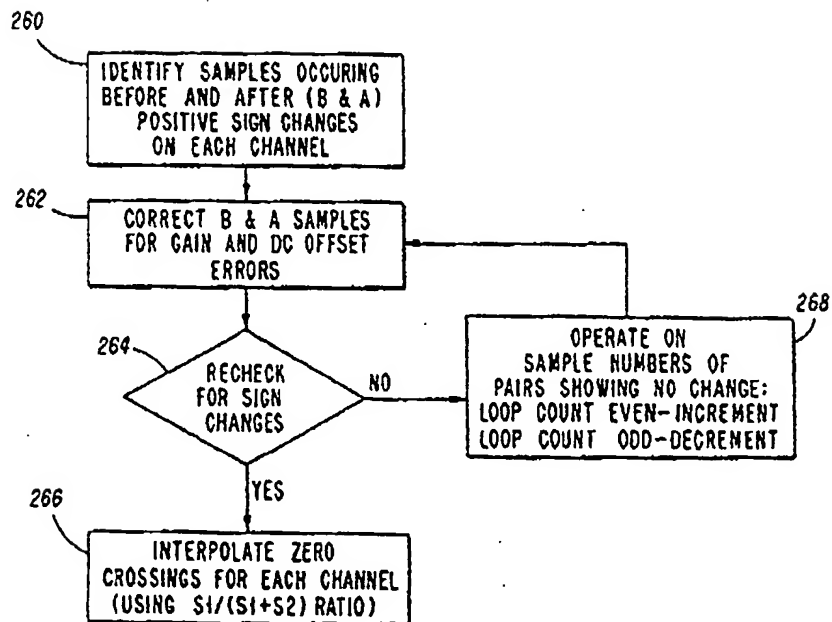 260
IDENTIFY SAMPLES OCCURING
BEFORE AND AFTER (B & A)
POSITIVE SIGN CHANGES
ON EACH CHANNEL
262
CORRECT B & A SAMPLES
FOR GAIN AND DC OFFSET
ERRORS
264
RECHECK
FOR SIGN
CHANGES
NO
268
OPERATE ON
SAMPLE NUMBERS OF
PAIRS SHOWING NO CHANGE:
LOOP COUNT EVEN-INCREMENT
LOOP COUNT ODD-DECREMENT
YES
266
INTERPOLATE ZERO
CROSSINGS FOR EACH CHANNEL
(USING S1/(S1+S2) RATIO)